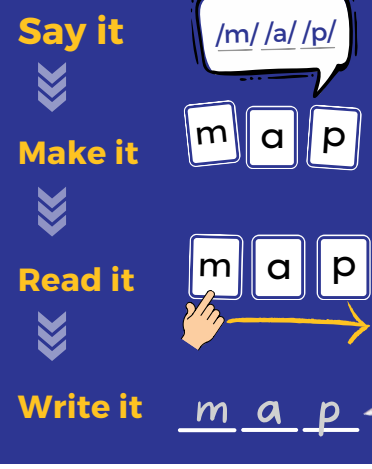 Say it
/m/ /a/ /p/
Make it
m a p
Read it
m a p
Write it
m a p